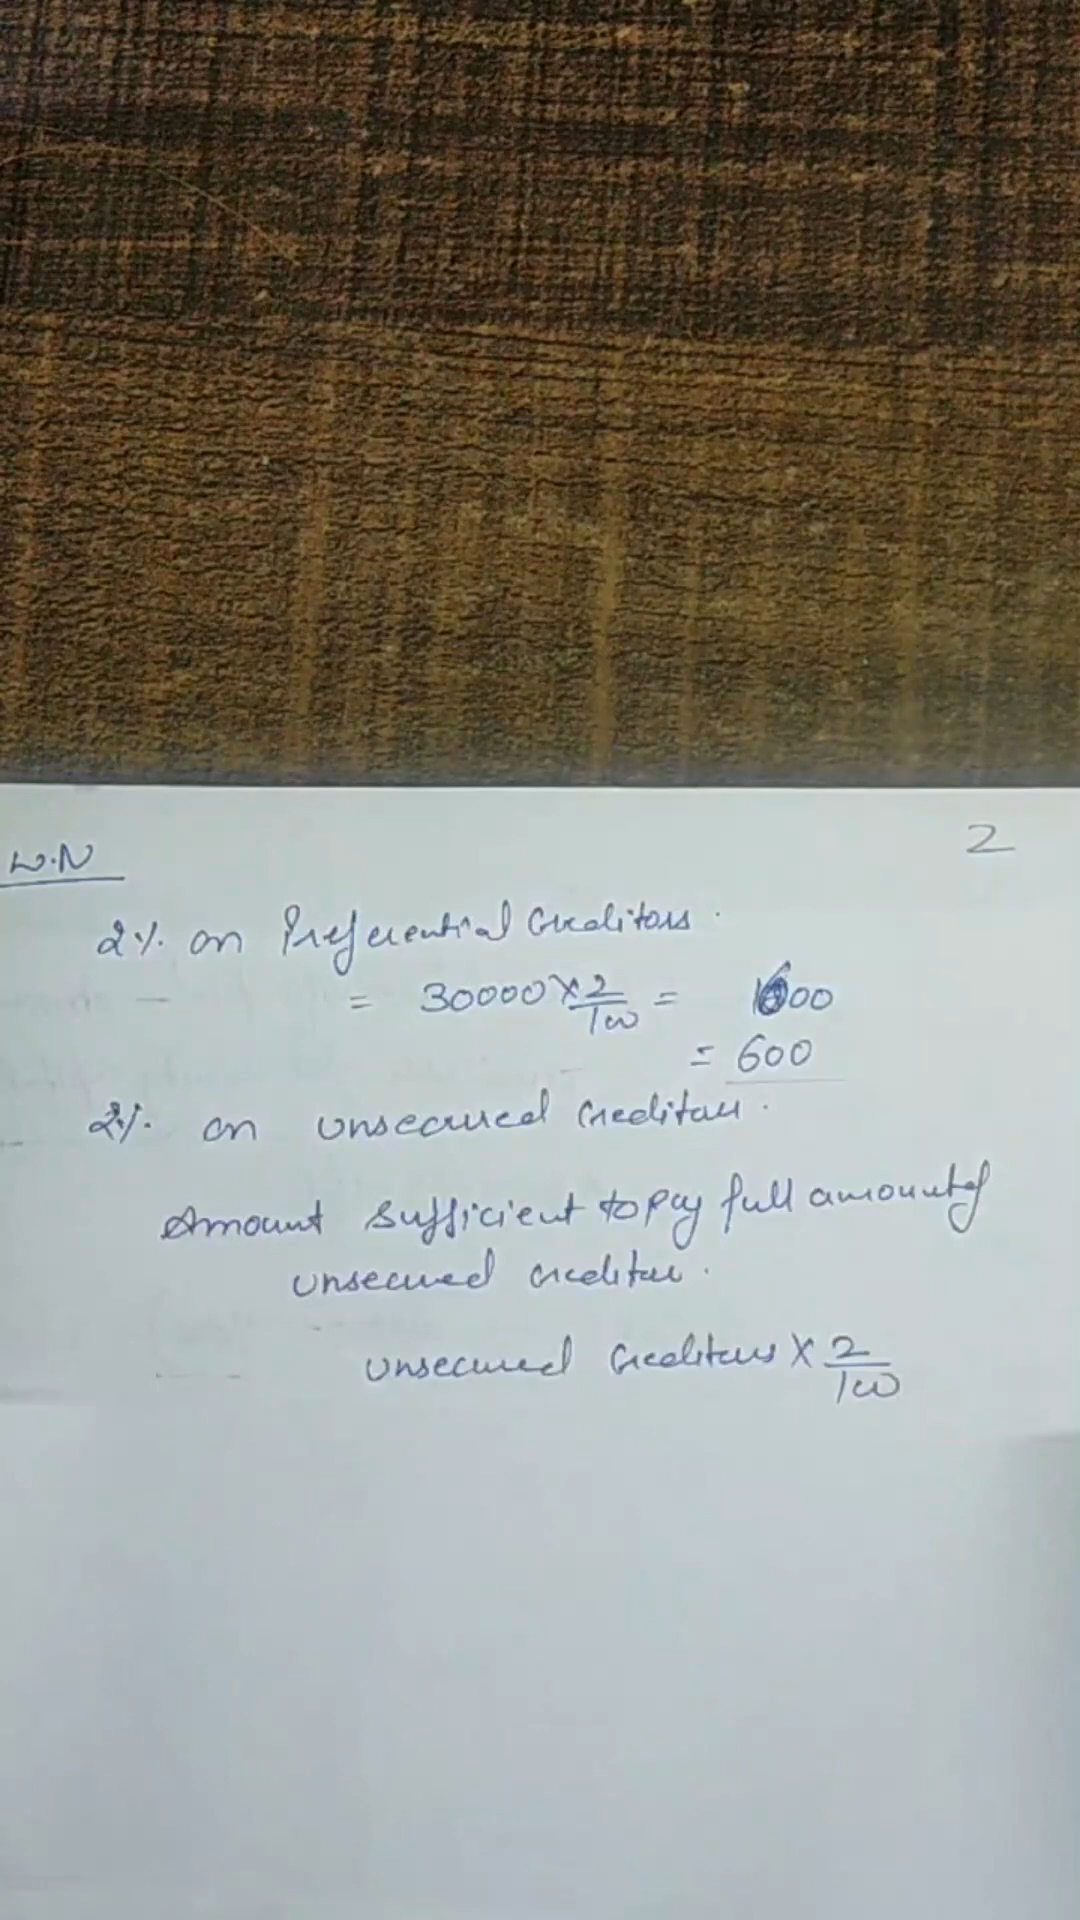 W.N
2
2%. on Preferential Creditors.
= 30000 × 2/100 = 600
= 600
2%. on unsecured Creditors.
Amount sufficient to pay full amount of
unsecured creditors.
unsecured Creditors × 2/100